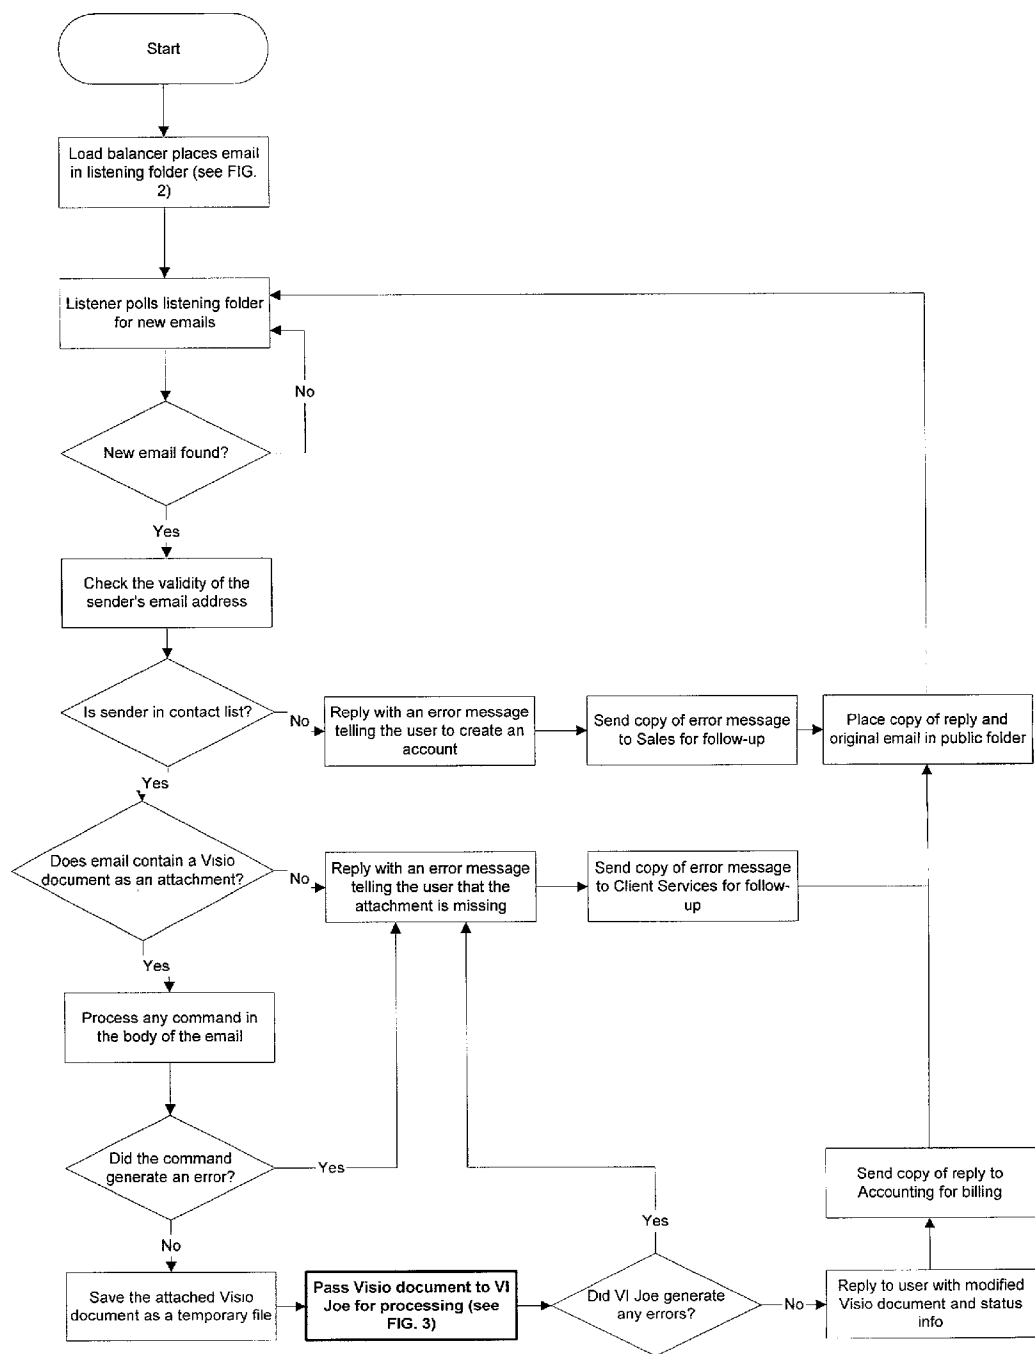 Start
Load balancer places email
in listening folder (see FIG.
2)
Listener polls listening folder
for new emails
No
New email found?
Yes
Check the validity of the
sender's email address
Is sender in contact list?
No
Reply with an error message
telling the user to create an
account
Send copy of error message
to Sales for follow-up
Place copy of reply and
original email in public folder
Yes
Does email contain a Visio
document as an attachment?
No
Reply with an error message
telling the user that the
attachment is missing
Send copy of error message
to Client Services for follow-
up
Yes
Process any command in
the body of the email
Did the command
generate an error?
Yes
Send copy of reply to
Accounting for billing
No
Yes
Save the attached Visio
document as a temporary file
Pass Visio document to VI
Joe for processing (see
FIG. 3)
Did VI Joe generate
any errors?
No
Reply to user with modified
Visio document and status
info